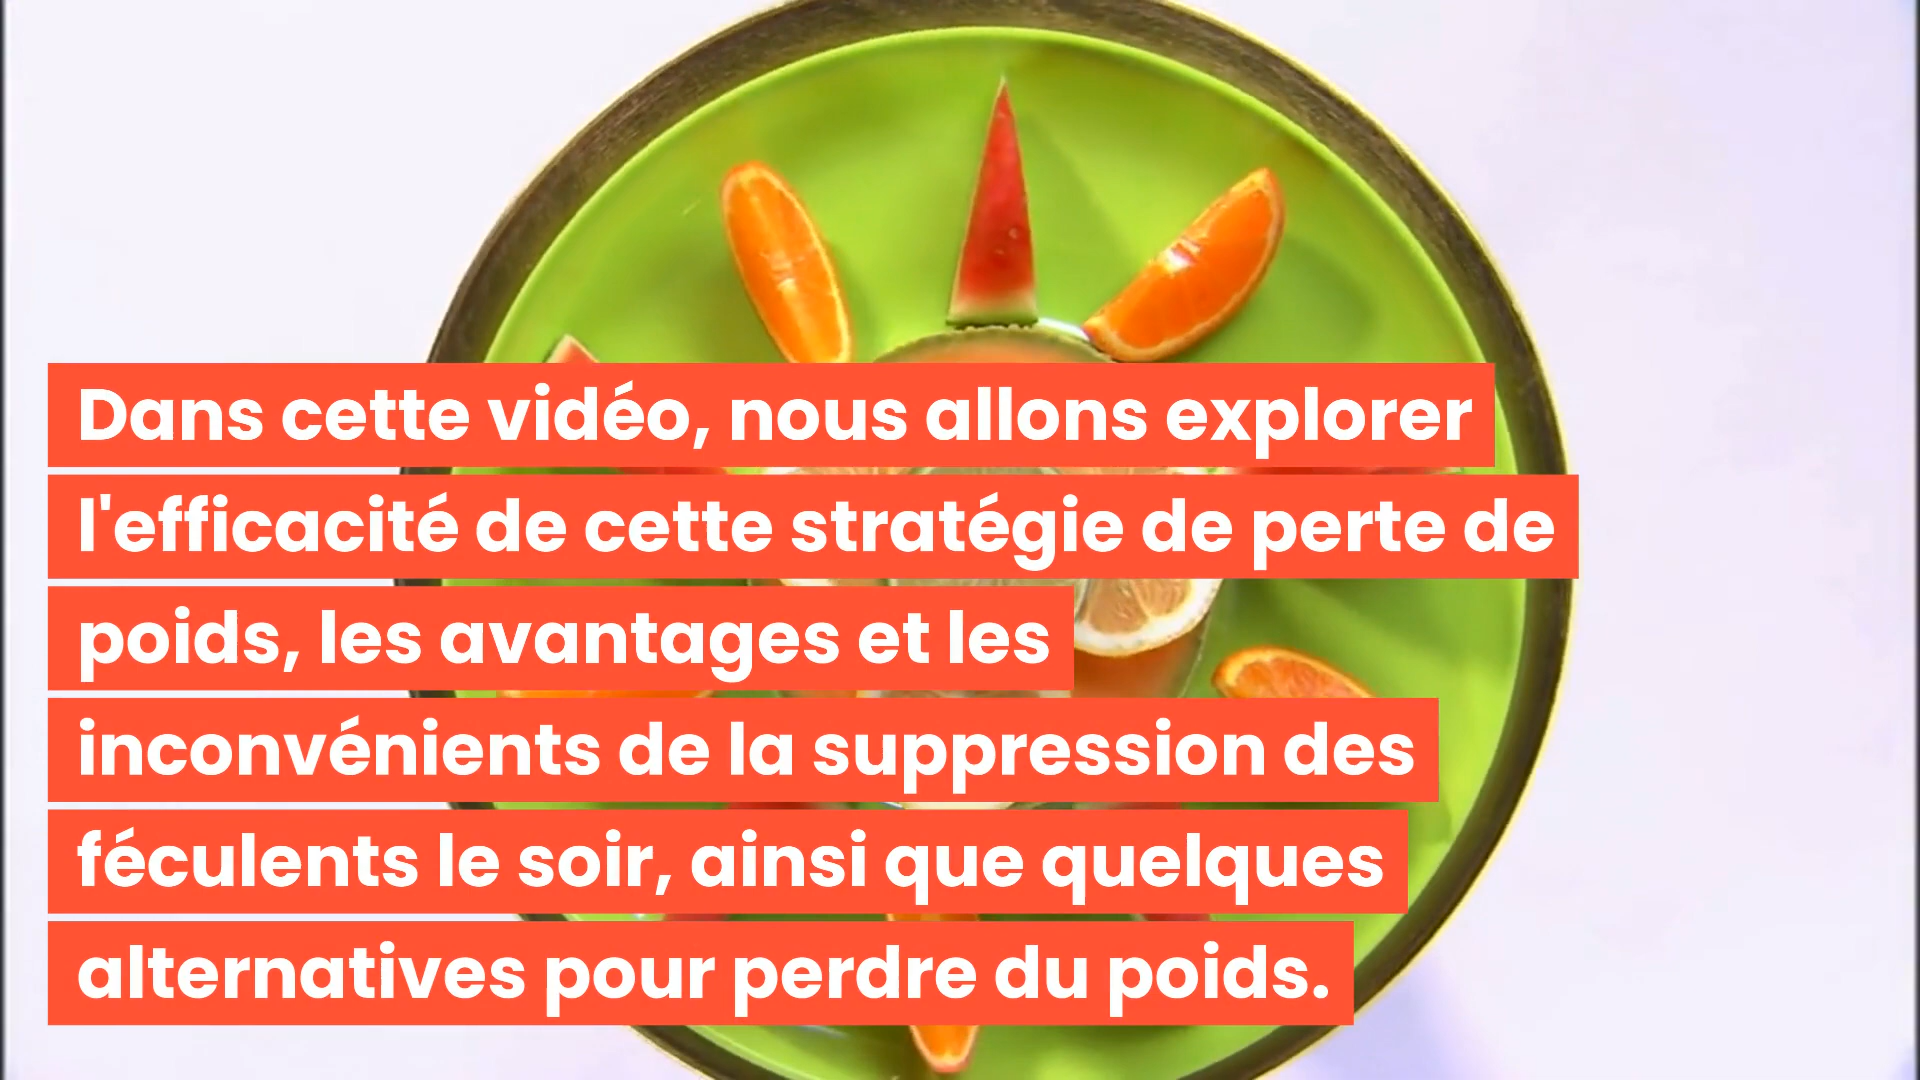 Dans cette vidéo, nous allons explorer
l'efficacité de cette stratégie de perte de
poids, les avantages et les
inconvénients de la suppression des
féculents le soir, ainsi que quelques
alternatives pour perdre du poids.